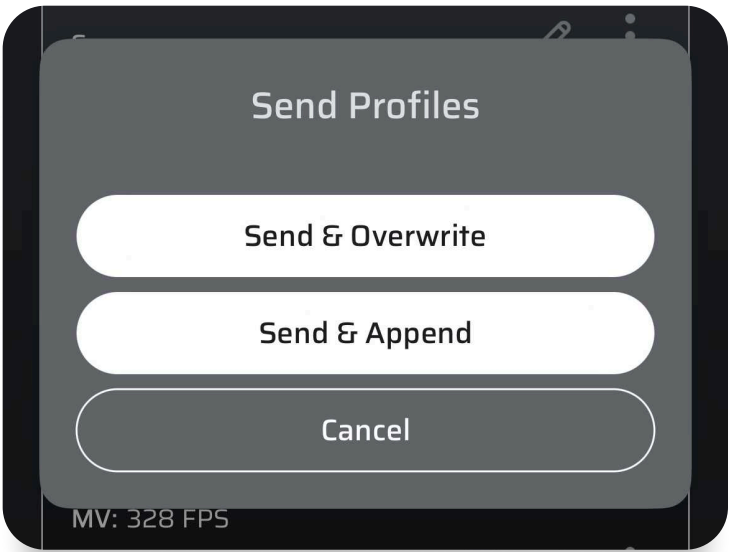 Send Profiles
Send & Overwrite
Send & Append
Cancel
MV: 328 FPS